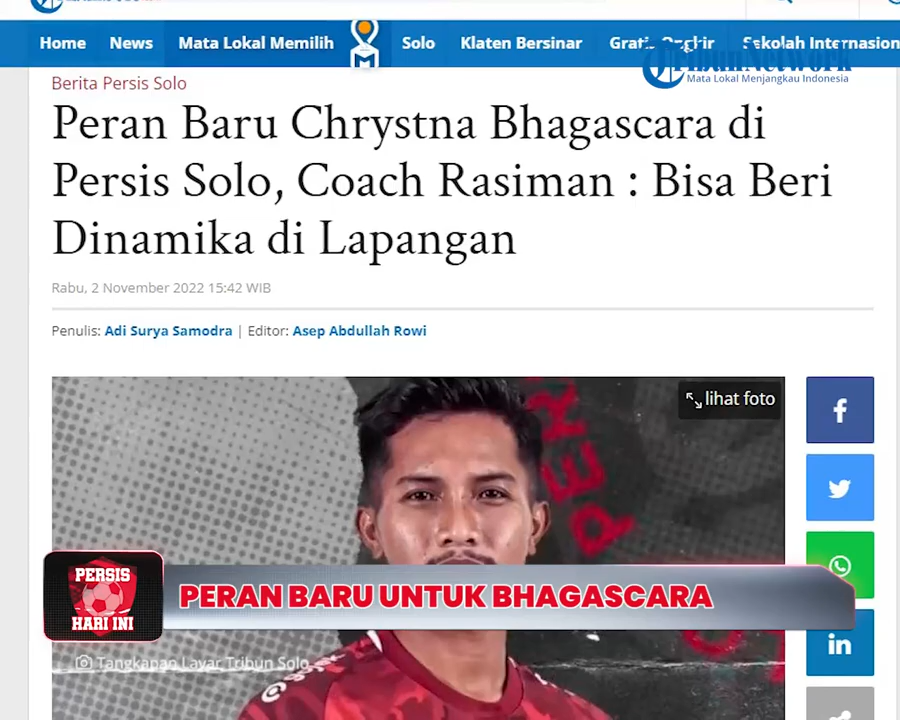 Home News Mata Lokal Memilih Solo Klaten Bersinar Gratis Ongkir Sekolah Internasion
TribunNetwork
Mata Lokal Menjangkau Indonesia
Berita Persis Solo
Peran Baru Chrystna Bhagascara di
Persis Solo, Coach Rasiman : Bisa Beri
Dinamika di Lapangan
Rabu, 2 November 2022 15:42 WIB
Penulis: Adi Surya Samodra | Editor: Asep Abdullah Rowi
lihat foto
PERSIS
HARI INI
PERAN BARU UNTUK BHAGASCARA
Tangkapan Layar Tribun Solo